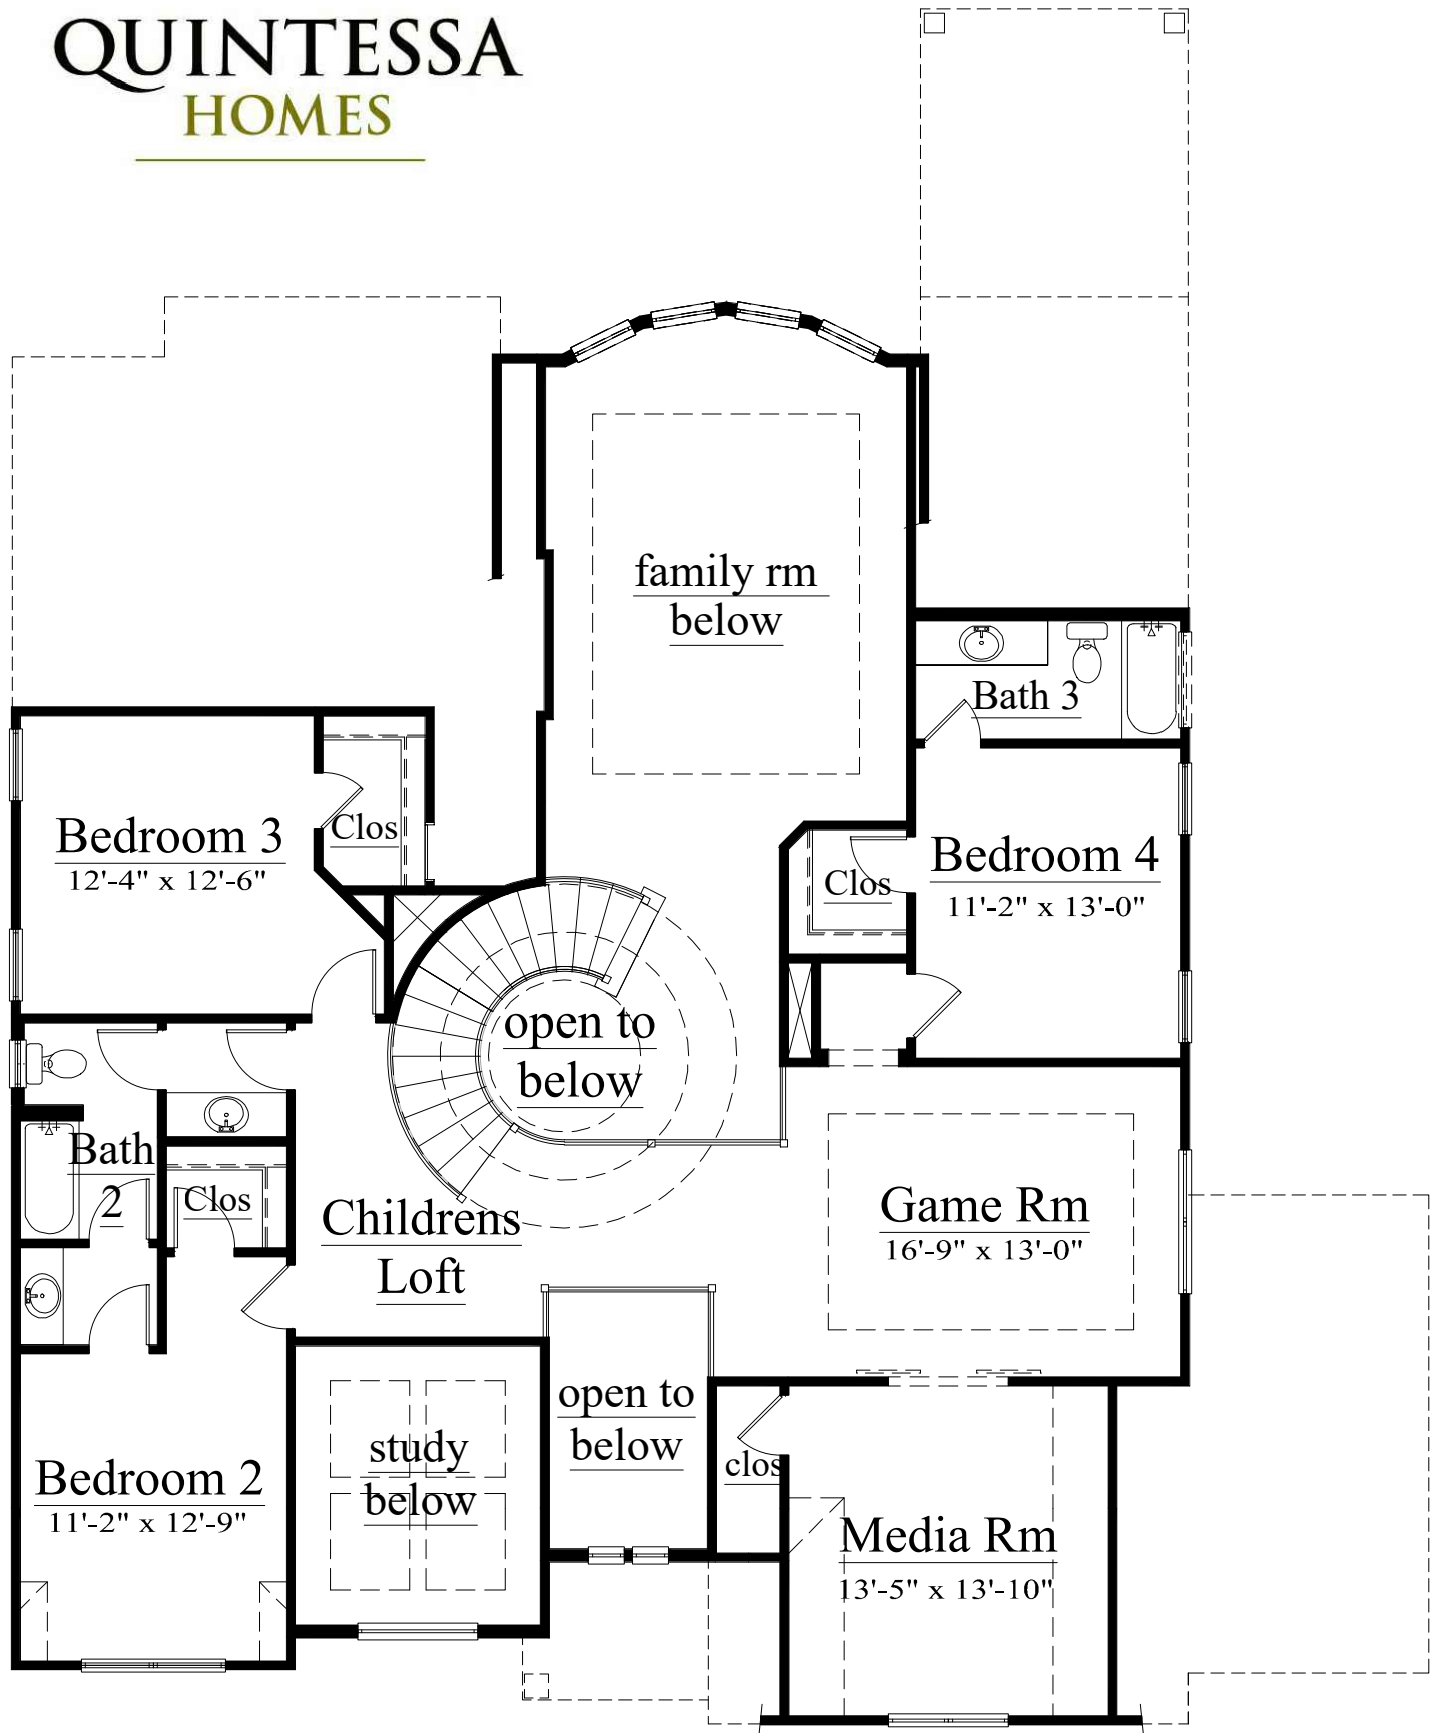 QUINTESSA
HOMES
family rm
below
Bath 3
Bedroom 3
12'-4" x 12'-6"
Clos
Clos
Bedroom 4
11'-2" x 13'-0"
open to
below
Bath
2
Clos
Childrens
Loft
Game Rm
16'-9" x 13'-0"
Bedroom 2
11'-2" x 12'-9"
study
below
open to
below
clos
Media Rm
13'-5" x 13'-10"